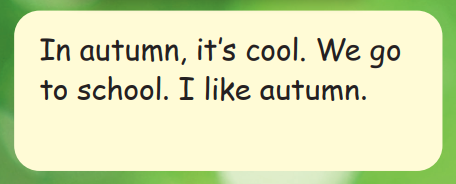 In autumn, it's cool. We go
to school. I like autumn.